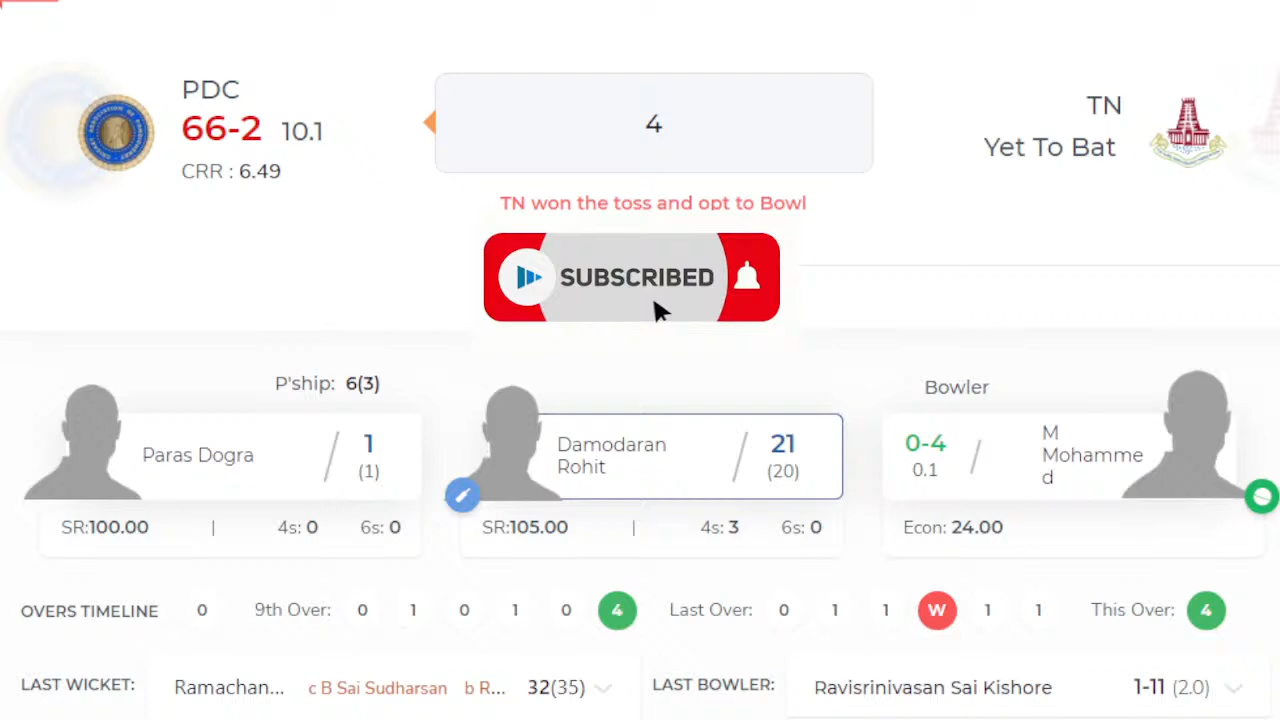 PDC
66-2 10.1
CRR : 6.49
4
TN
Yet To Bat
TN won the toss and opt to Bowl
SUBSCRIBED
P'ship: 6(3)
Paras Dogra / 1 (1)
SR:100.00 | 4s: 0 6s: 0
Damodaran Rohit / 21 (20)
SR:105.00 | 4s: 3 6s: 0
Bowler
0-4 0.1 / M
Mohamme
d
Econ: 24.00
OVERS TIMELINE 0 9th Over: 0 1 0 1 0 4 Last Over: 0 1 1 W 1 1 This Over: 4
LAST WICKET: Ramachan... c B Sai Sudharsan b R... 32(35) LAST BOWLER: Ravisrinivasan Sai Kishore 1-11 (2.0)